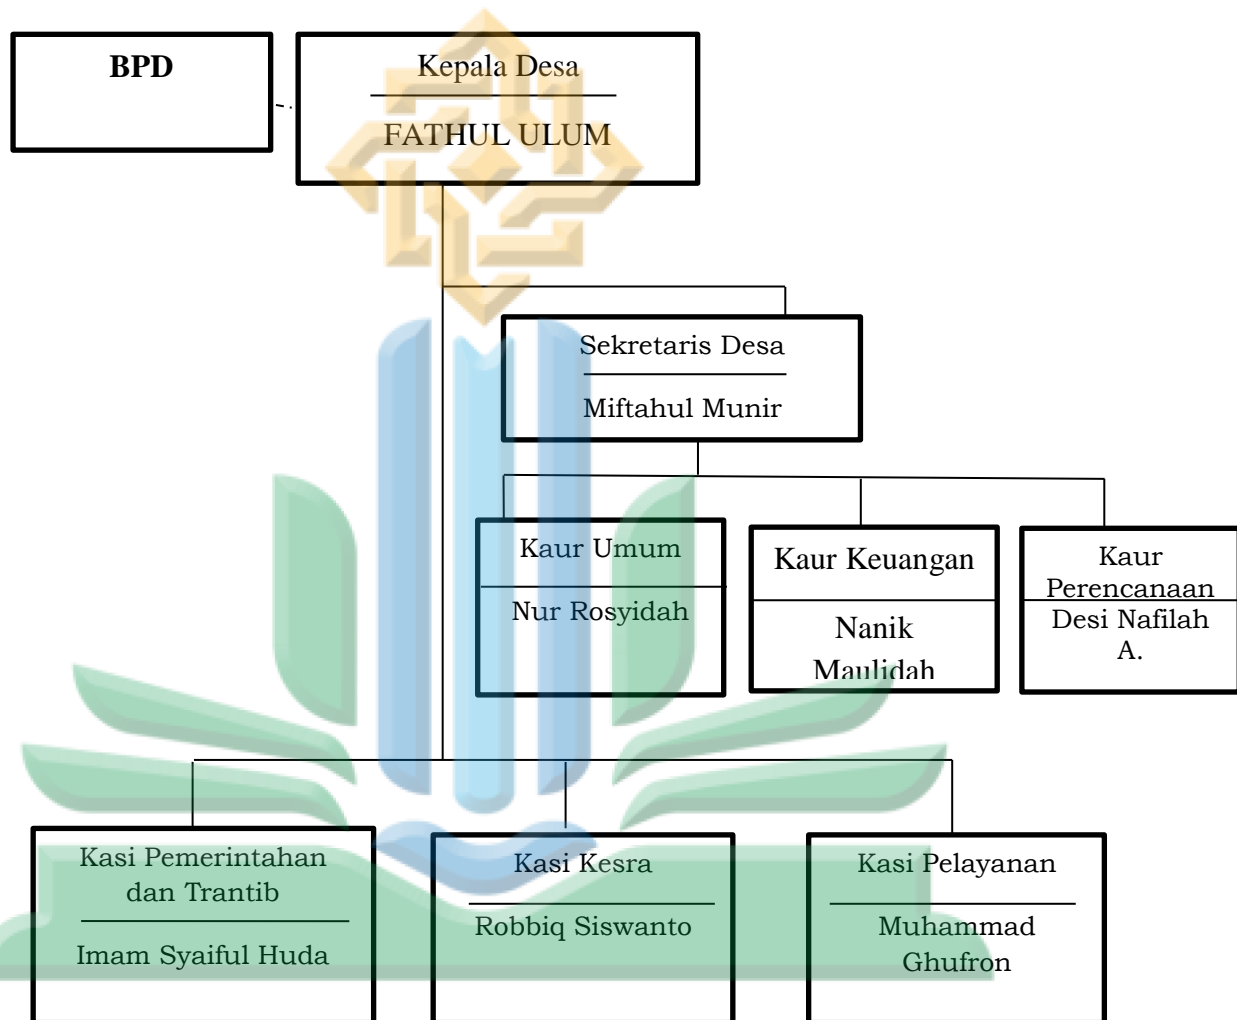 BPD
Kepala Desa
FATHUL ULUM
Sekretaris Desa
Miftahul Munir
Kaur Umum
Nur Rosyidah
Kaur Keuangan
Nanik
Maulidah
Kaur
Perencanaan
Desi Nafilah
A.
Kasi Pemerintahan
dan Trantib
Imam Syaiful Huda
Kasi Kesra
Robbiq Siswanto
Kasi Pelayanan
Muhammad
Ghufron